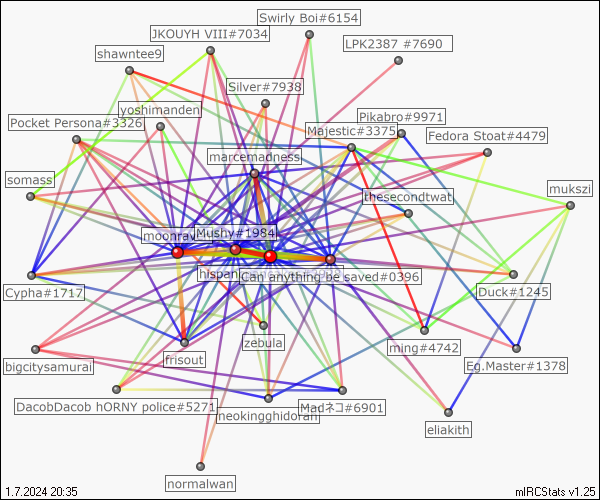 Swirly Boi#6154
JKOUYH VIII#7034
LPK2387 #7690
shawntee9
Silver#7938
yoshimanden
Pikabro#9971
Pocket Persona#3326
Majestic#3375
Fedora Stoat#4479
marcemadness
somass
mukszi
thesecondtwat
Mushy#1984
moonrav
hispan
Can anything be saved#0396
Cypha#1717
Duck#1245
zebula
ming#4742
frisout
bigcitysamurai
Eg.Master#1378
DacobDacob hORNY police#5271
Madネコ#6901
neokingghidorah
eliakith
normalwan
1.7.2024 20:35
mIRCStats v1.25